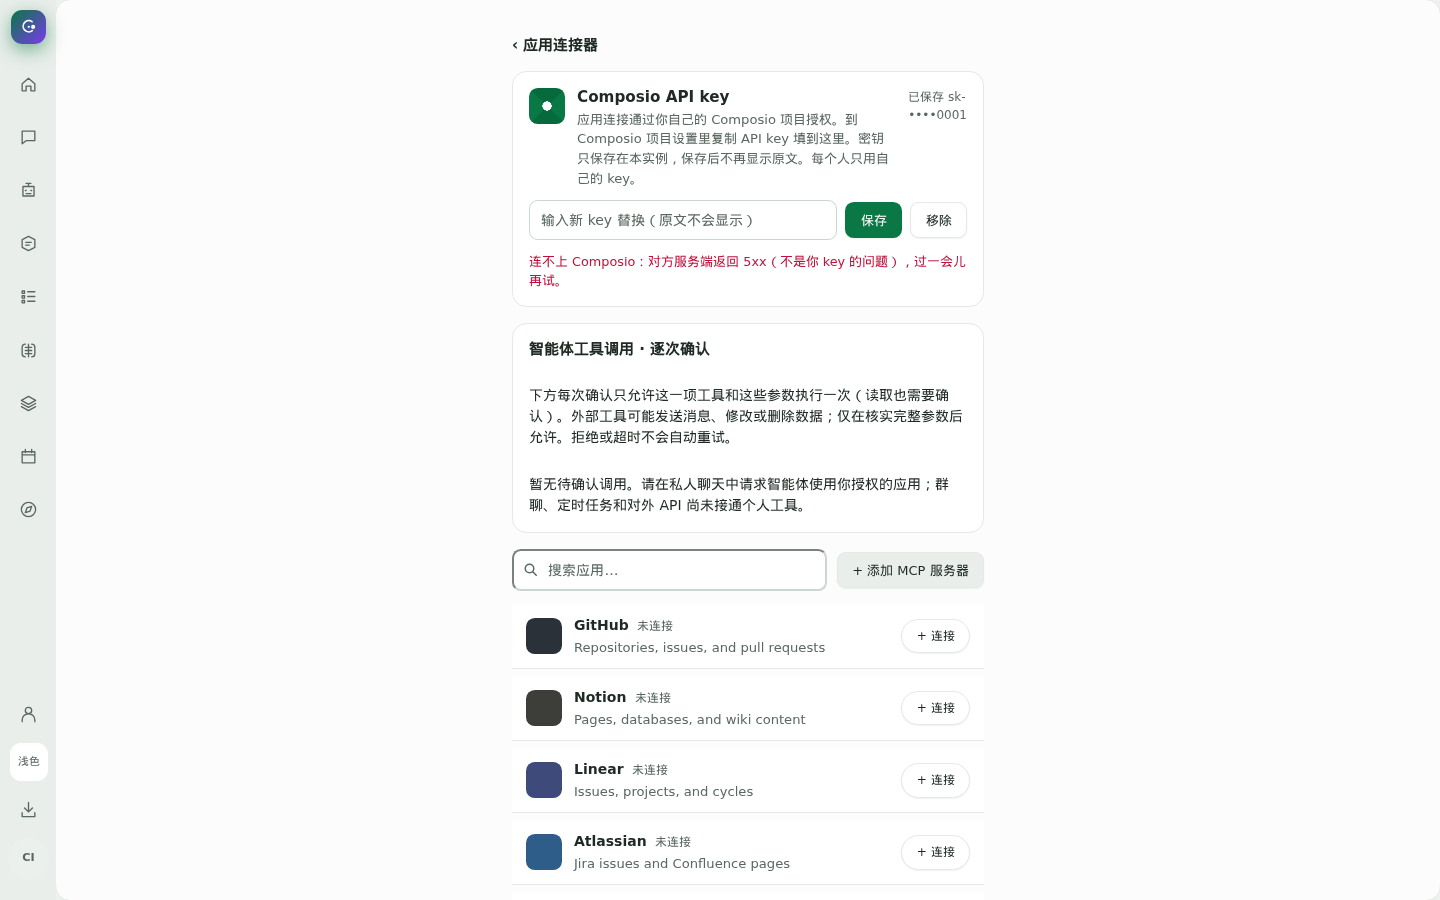 ‹ 应用连接器
Composio API key
应用连接通过你自己的 Composio 项目授权。到
Composio 项目设置里复制 API key 填到这里。密钥
只保存在本实例，保存后不再显示原文。每个人只用自
己的 key。
已保存 sk-
••••0001
输入新 key 替换（原文不会显示）
保存
移除
连不上 Composio：对方服务端返回 5xx（不是你 key 的问题），过一会儿
再试。
智能体工具调用 · 逐次确认
下方每次确认只允许这一项工具和这些参数执行一次（读取也需要确
认）。外部工具可能发送消息、修改或删除数据；仅在核实完整参数后
允许。拒绝或超时不会自动重试。
暂无待确认调用。请在私人聊天中请求智能体使用你授权的应用；群
聊、定时任务和对外 API 尚未接通个人工具。
搜索应用…
+ 添加 MCP 服务器
GitHub 未连接
Repositories, issues, and pull requests
+ 连接
Notion 未连接
Pages, databases, and wiki content
+ 连接
Linear 未连接
Issues, projects, and cycles
+ 连接
Atlassian 未连接
Jira issues and Confluence pages
+ 连接
浅色
CI